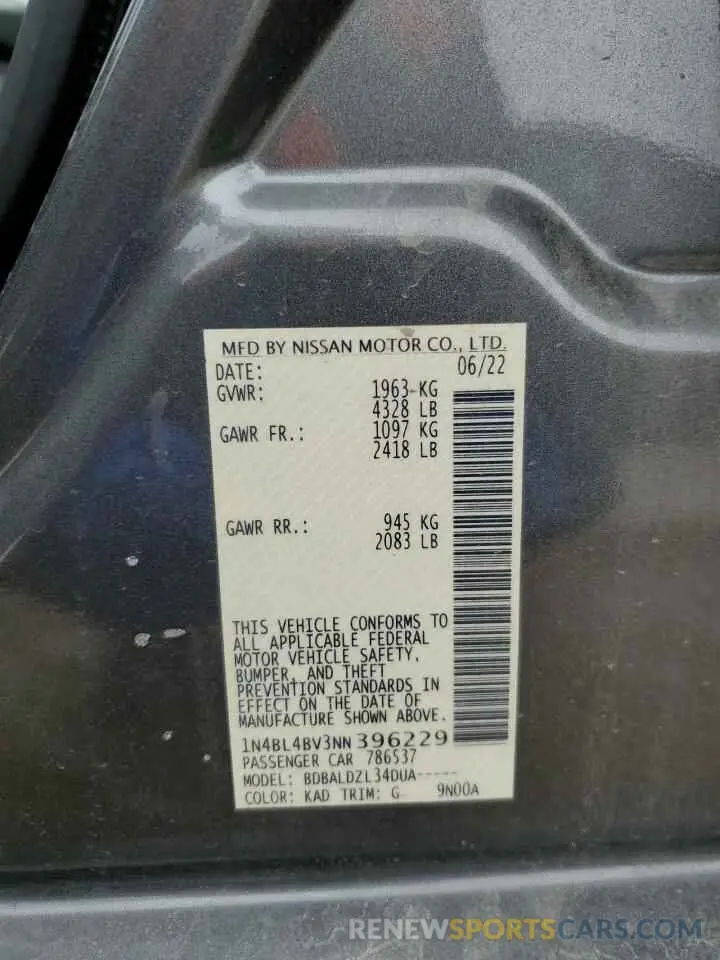 MFD BY NISSAN MOTOR CO., LTD.
DATE: 06/22
GVWR: 1963 KG
4328 LB
GAWR FR.: 1097 KG
2418 LB
GAWR RR.: 945 KG
2083 LB
THIS VEHICLE CONFORMS TO
ALL APPLICABLE FEDERAL
MOTOR VEHICLE SAFETY,
BUMPER, AND THEFT
PREVENTION STANDARDS IN
EFFECT ON THE DATE OF
MANUFACTURE SHOWN ABOVE.
1N4BL4BV3NN396229
PASSENGER CAR 786537
MODEL: BDBALDZL34DUA-----
COLOR: KAD TRIM: G 9N00A
RENEWSPORTSCARS.COM